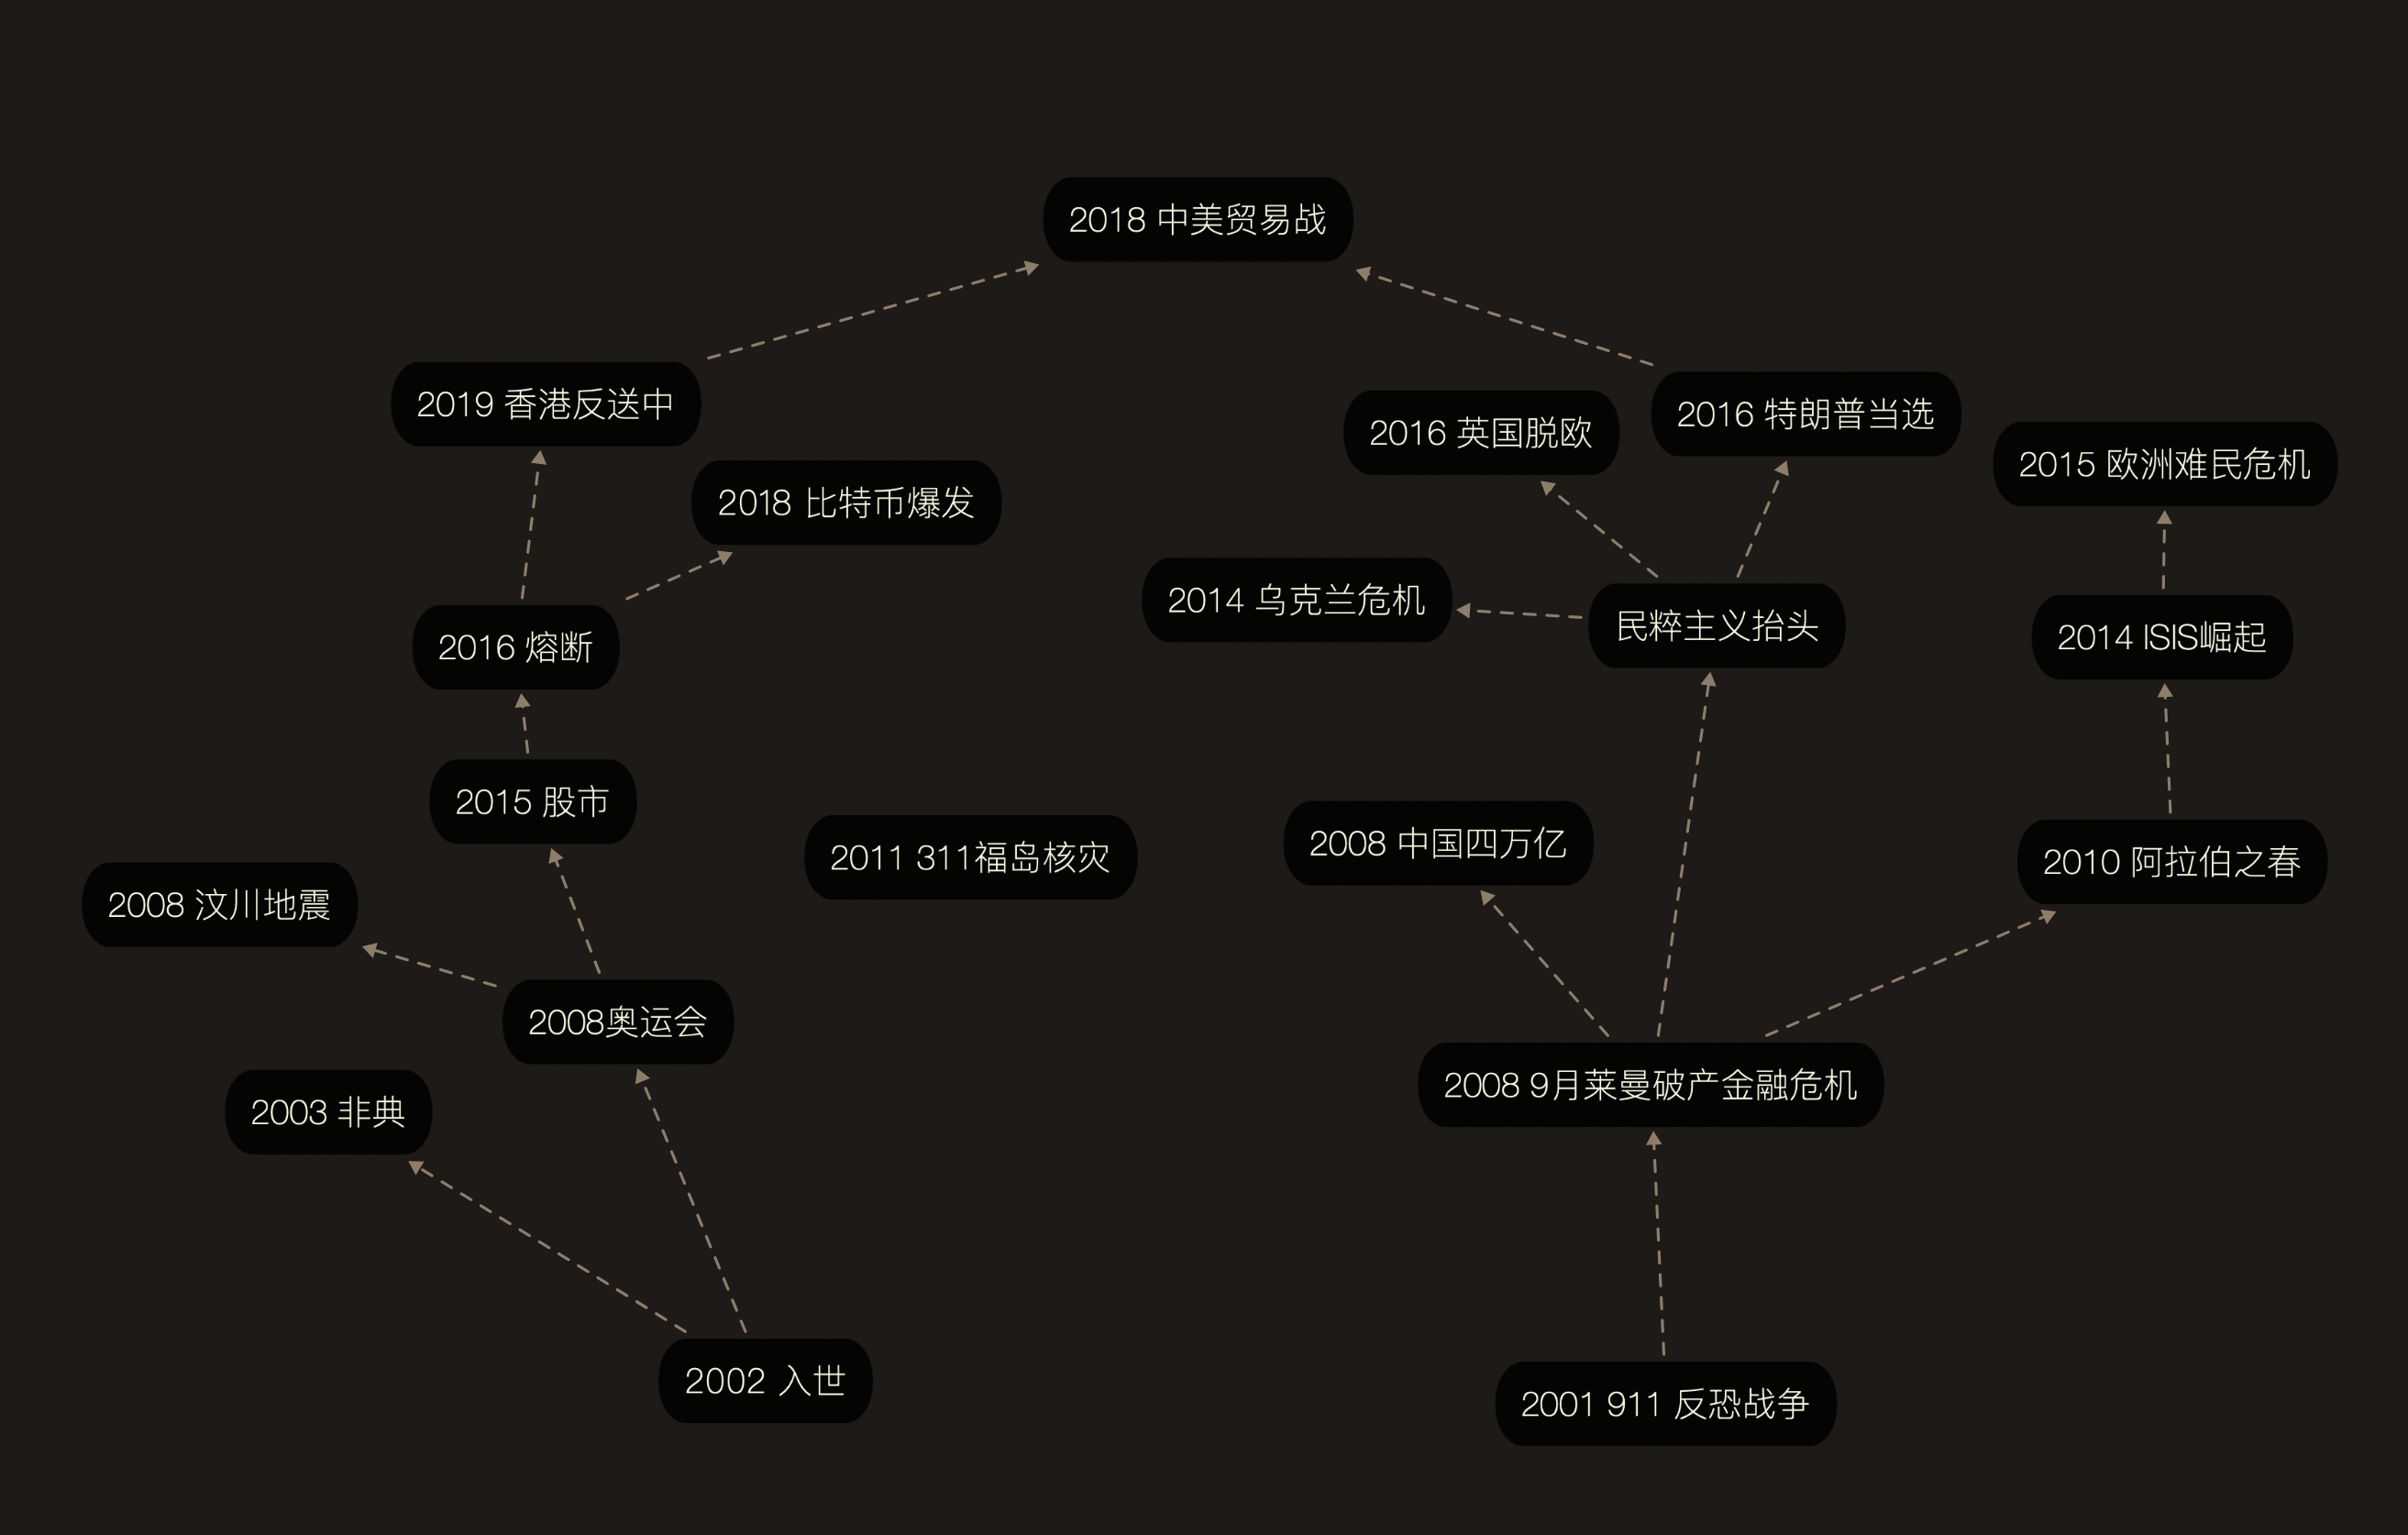 2018 中美贸易战
2019 香港反送中
2016 特朗普当选
2016 英国脱欧
2015 欧洲难民危机
2018 比特币爆发
2014 乌克兰危机
民粹主义抬头
2014 ISIS崛起
2016 熔断
2015 股市
2011 311福岛核灾
2008 中国四万亿
2010 阿拉伯之春
2008 汶川地震
2008奥运会
2008 9月莱曼破产金融危机
2003 非典
2002 入世
2001 911 反恐战争